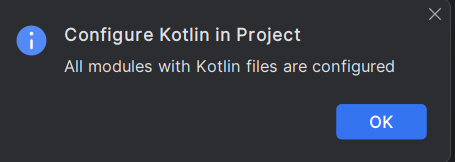 Configure Kotlin in Project
All modules with Kotlin files are configured
OK